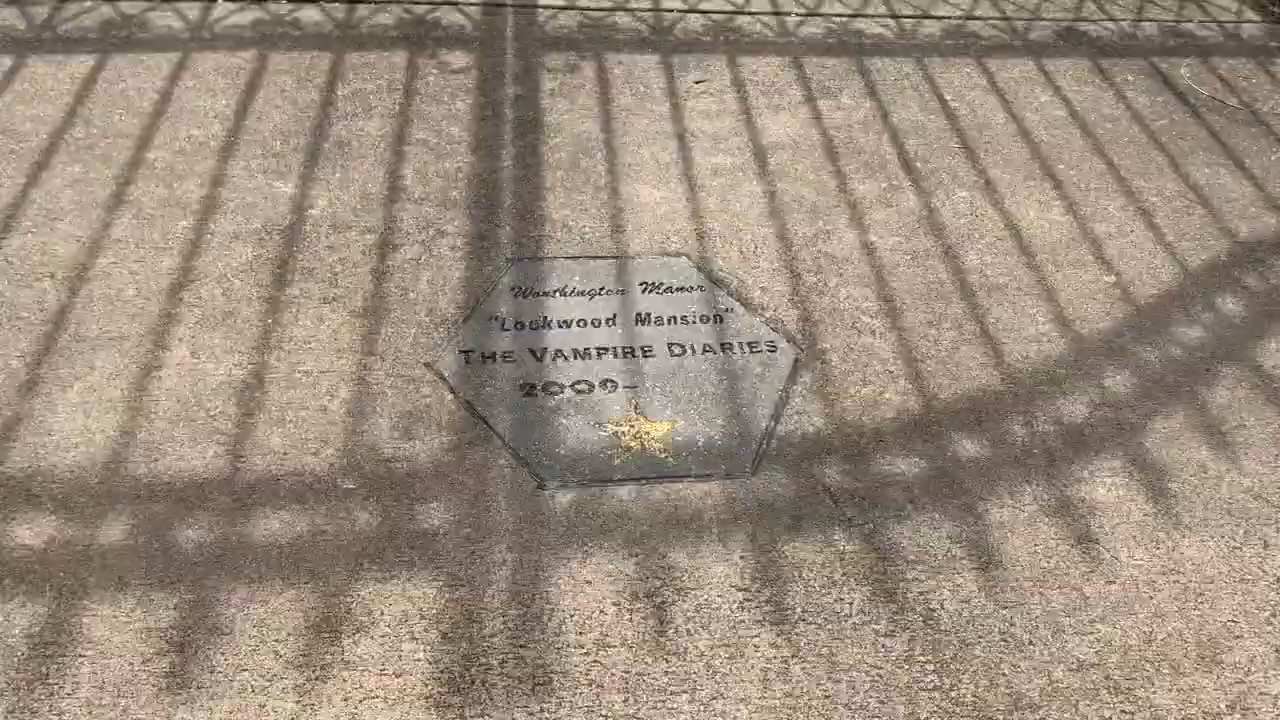 Worthington Manor
"Lockwood Mansion"
THE VAMPIRE DIARIES
2009-